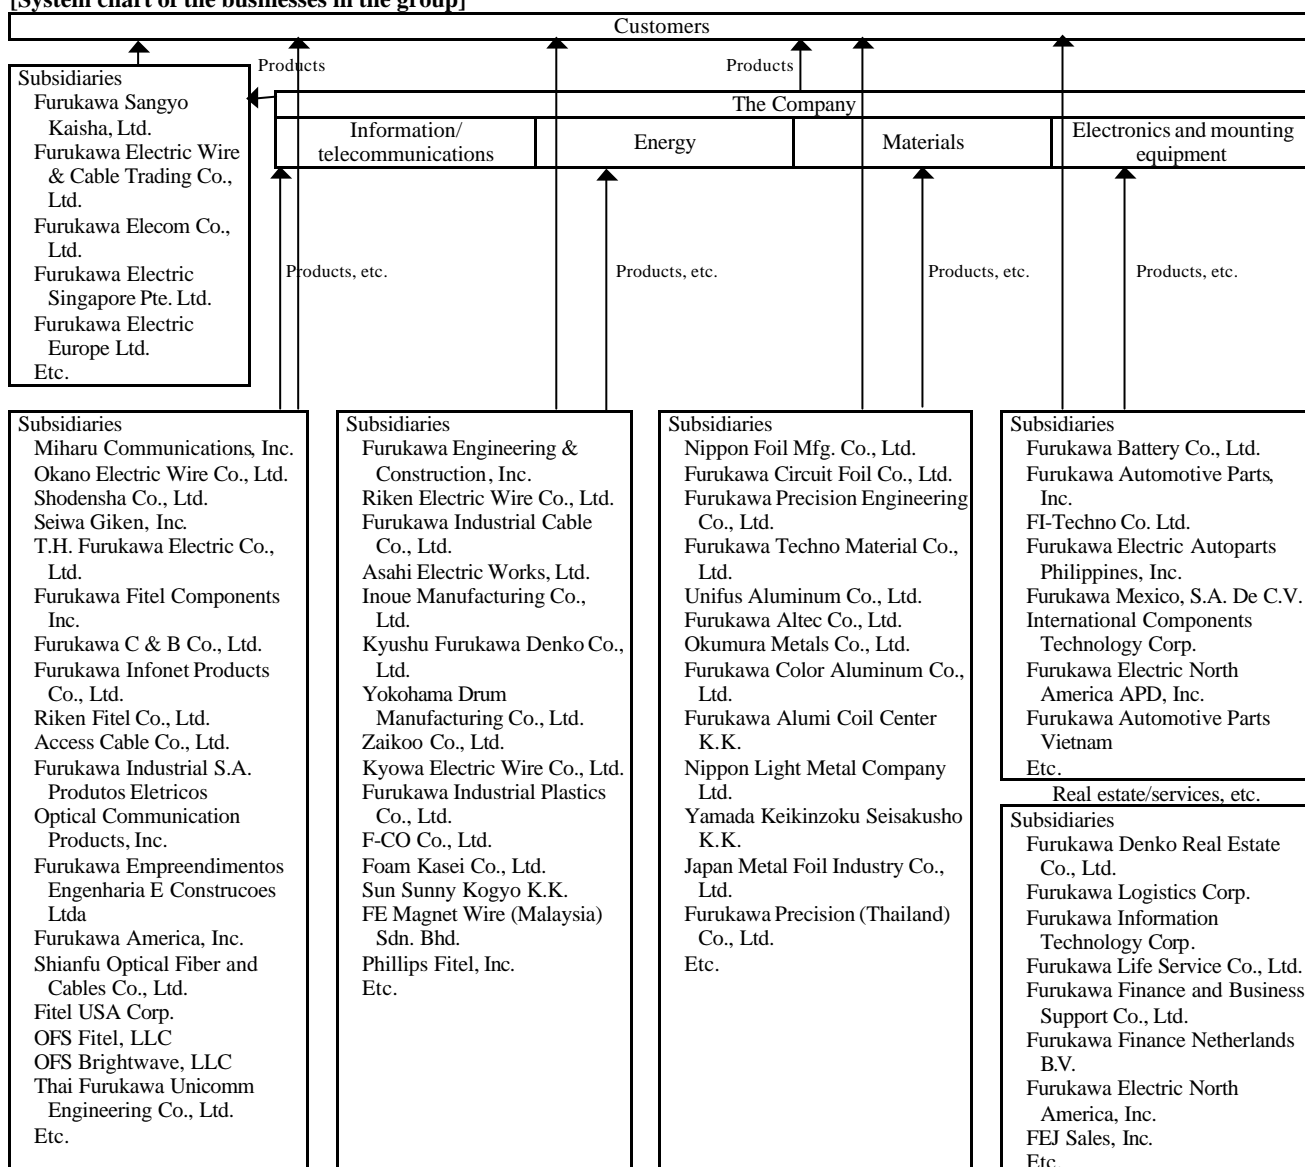 [System chart of the businesses in the group]
Customers
Products
Products
Subsidiaries
Furukawa Sangyo
Kaisha, Ltd.
Furukawa Electric Wire
& Cable Trading Co.,
Ltd.
Furukawa Elecom Co.,
Ltd.
Furukawa Electric
Singapore Pte. Ltd.
Furukawa Electric
Europe Ltd.
Etc.
The Company
Information/
telecommunications
Energy
Materials
Electronics and mounting
equipment
Products, etc.
Products, etc.
Products, etc.
Products, etc.
Subsidiaries
Miharu Communications, Inc.
Okano Electric Wire Co., Ltd.
Shodensha Co., Ltd.
Seiwa Giken, Inc.
T.H. Furukawa Electric Co.,
Ltd.
Furukawa Fitel Components
Inc.
Furukawa C & B Co., Ltd.
Furukawa Infonet Products
Co., Ltd.
Riken Fitel Co., Ltd.
Access Cable Co., Ltd.
Furukawa Industrial S.A.
Produtos Eletricos
Optical Communication
Products, Inc.
Furukawa Empreendimentos
Engenharia E Construcoes
Ltda
Furukawa America, Inc.
Shianfu Optical Fiber and
Cables Co., Ltd.
Fitel USA Corp.
OFS Fitel, LLC
OFS Brightwave, LLC
Thai Furukawa Unicomm
Engineering Co., Ltd.
Etc.
Subsidiaries
Furukawa Engineering &
Construction, Inc.
Riken Electric Wire Co., Ltd.
Furukawa Industrial Cable
Co., Ltd.
Asahi Electric Works, Ltd.
Inoue Manufacturing Co.,
Ltd.
Kyushu Furukawa Denko Co.,
Ltd.
Yokohama Drum
Manufacturing Co., Ltd.
Zaikoo Co., Ltd.
Kyowa Electric Wire Co., Ltd.
Furukawa Industrial Plastics
Co., Ltd.
F-CO Co., Ltd.
Foam Kasei Co., Ltd.
Sun Sunny Kogyo K.K.
FE Magnet Wire (Malaysia)
Sdn. Bhd.
Phillips Fitel, Inc.
Etc.
Subsidiaries
Nippon Foil Mfg. Co., Ltd.
Furukawa Circuit Foil Co., Ltd.
Furukawa Precision Engineering
Co., Ltd.
Furukawa Techno Material Co.,
Ltd.
Unifus Aluminum Co., Ltd.
Furukawa Altec Co., Ltd.
Okumura Metals Co., Ltd.
Furukawa Color Aluminum Co.,
Ltd.
Furukawa Alumi Coil Center
K.K.
Nippon Light Metal Company
Ltd.
Yamada Keikinzoku Seisakusho
K.K.
Japan Metal Foil Industry Co.,
Ltd.
Furukawa Precision (Thailand)
Co., Ltd.
Etc.
Subsidiaries
Furukawa Battery Co., Ltd.
Furukawa Automotive Parts,
Inc.
FI-Techno Co. Ltd.
Furukawa Electric Autoparts
Philippines, Inc.
Furukawa Mexico, S.A. De C.V.
International Components
Technology Corp.
Furukawa Electric North
America APD, Inc.
Furukawa Automotive Parts
Vietnam
Etc.
Real estate/services, etc.
Subsidiaries
Furukawa Denko Real Estate
Co., Ltd.
Furukawa Logistics Corp.
Furukawa Information
Technology Corp.
Furukawa Life Service Co., Ltd.
Furukawa Finance and Business
Support Co., Ltd.
Furukawa Finance Netherlands
B.V.
Furukawa Electric North
America, Inc.
FEJ Sales, Inc.
Etc.